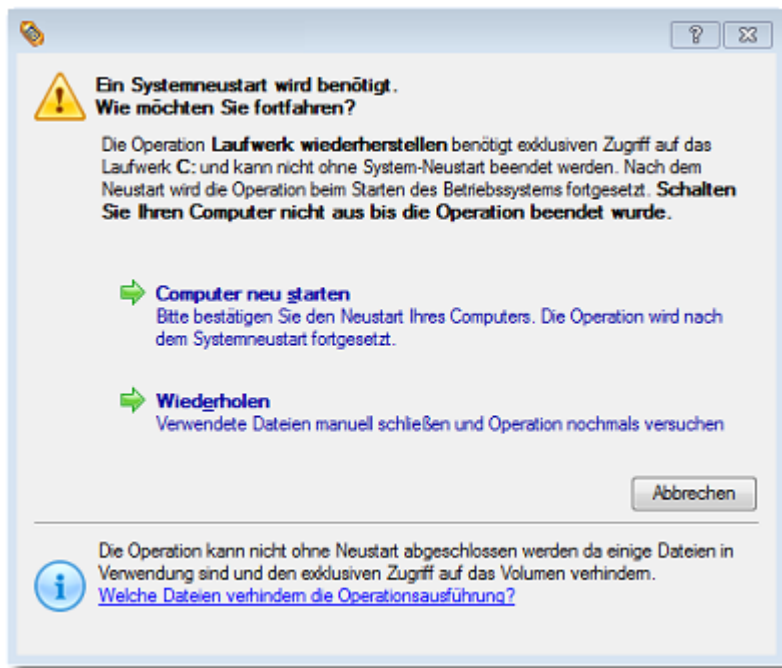 Ein Systemneustart wird benötigt.
Wie möchten Sie fortfahren?
Die Operation Laufwerk wiederherstellen benötigt exklusiven Zugriff auf das
Laufwerk C: und kann nicht ohne System-Neustart beendet werden. Nach dem
Neustart wird die Operation beim Starten des Betriebssystems fortgesetzt. Schalten
Sie Ihren Computer nicht aus bis die Operation beendet wurde.
Computer neu starten
Bitte bestätigen Sie den Neustart Ihres Computers. Die Operation wird nach
dem Systemneustart fortgesetzt.
Wiederholen
Verwendete Dateien manuell schließen und Operation nochmals versuchen
Abbrechen
Die Operation kann nicht ohne Neustart abgeschlossen werden da einige Dateien in
Verwendung sind und den exklusiven Zugriff auf das Volumen verhindern.
Welche Dateien verhindern die Operationsausführung?